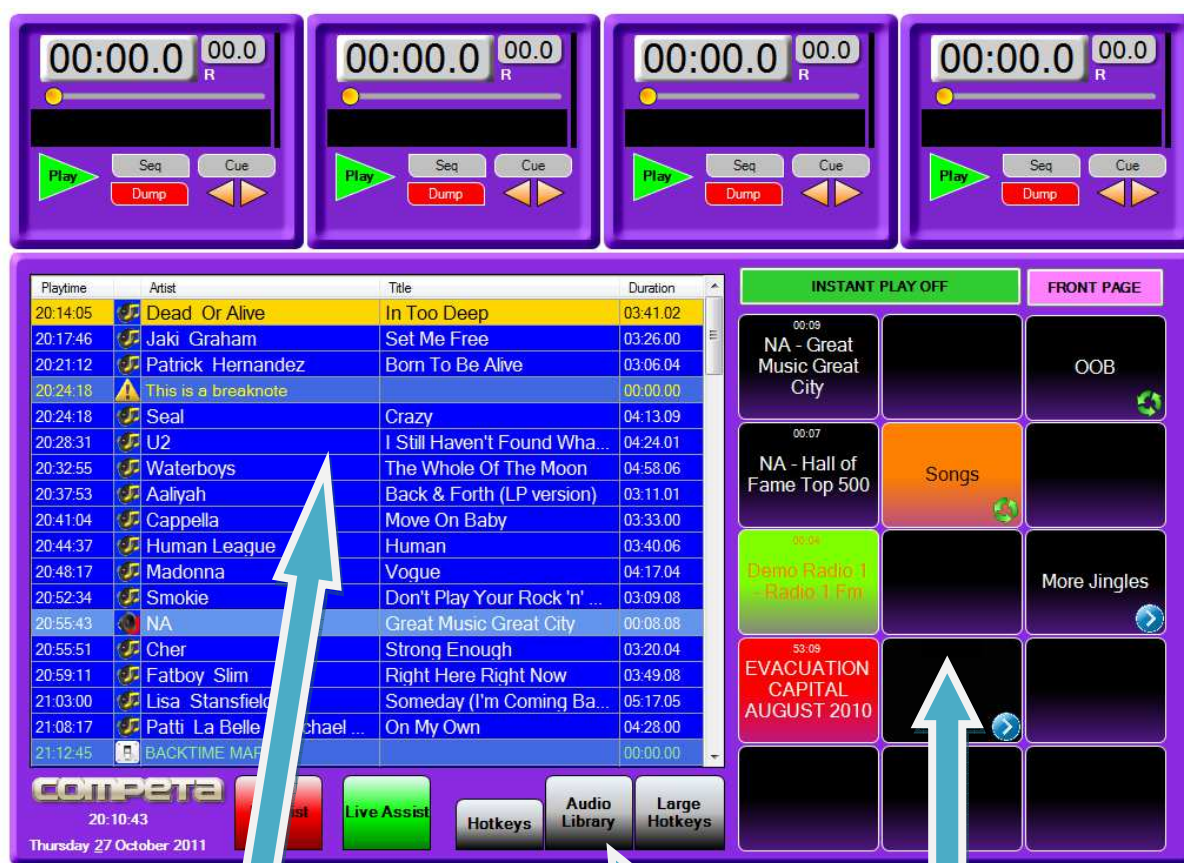 00:00.0 00.0 00:00.0 00.0 00:00.0 00.0 00:00.0 00.0
R R R R
Play Seq Cue Play Seq Cue Play Seq Cue Play Seq Cue
Dump Dump Dump Dump
Playtime Artist Title Duration
20:14:05 Dead Or Alive In Too Deep 03:41.02
20:17:46 Jaki Graham Set Me Free 03:26.00
20:21:12 Patrick Hernandez Born To Be Alive 03:06.04
20:24:18 This is a breaknote 00:00.00
20:24:18 Seal Crazy 04:13.09
20:28:31 U2 I Still Haven't Found Wha... 04:24.01
20:32:55 Waterboys The Whole Of The Moon 04:58.06
20:37:53 Aaliyah Back & Forth (LP version) 03:11.01
20:41:04 Cappella Move On Baby 03:33.00
20:44:37 Human League Human 03:40.06
20:48:17 Madonna Vogue 04:17.04
20:52:34 Smokie Don't Play Your Rock 'n' ... 03:09.08
20:55:43 NA Great Music Great City 00:08.08
20:55:51 Cher Strong Enough 03:20.04
20:59:11 Fatboy Slim Right Here Right Now 03:49.08
21:03:00 Lisa Stansfield Someday (I'm Coming Ba... 05:17.05
21:08:17 Patti La Belle ... On My Own 04:28.00
21:12:45 BACKTIME 00:00.00
INSTANT PLAY OFF FRONT PAGE
00:09
NA - Great
Music Great
City
OOB
00:07
NA - Hall of
Fame Top 500
Songs
00:04
Demo Radio 1
- Radio 1 Fm
More Jingles
53:09
EVACUATION
CAPITAL
AUGUST 2010
competa
20:10:43
Thursday 27 October 2011
Live Assist
Hotkeys
Audio
Library
Large
Hotkeys